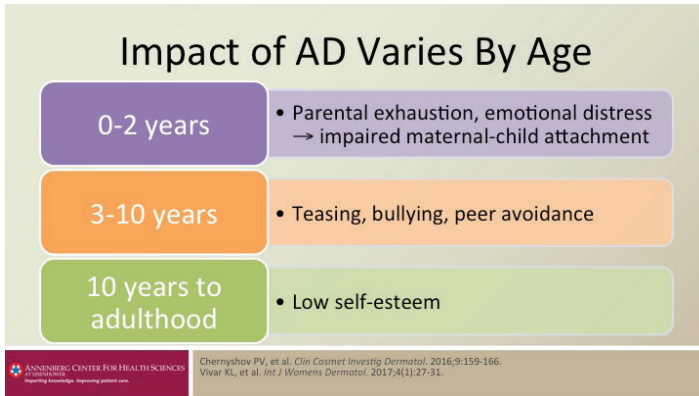 Impact of AD Varies By Age
0-2 years
• Parental exhaustion, emotional distress
→ impaired maternal-child attachment
3-10 years
• Teasing, bullying, peer avoidance
10 years to
adulthood
• Low self-esteem
ANNENBERG CENTER FOR HEALTH SCIENCES
AT EISENHOWER
Imparting knowledge. Improving patient care.
Chernyshov PV, et al. Clin Cosmet Investig Dermatol. 2016;9:159-166.
Vivar KL, et al. Int J Womens Dermatol. 2017;4(1):27-31.